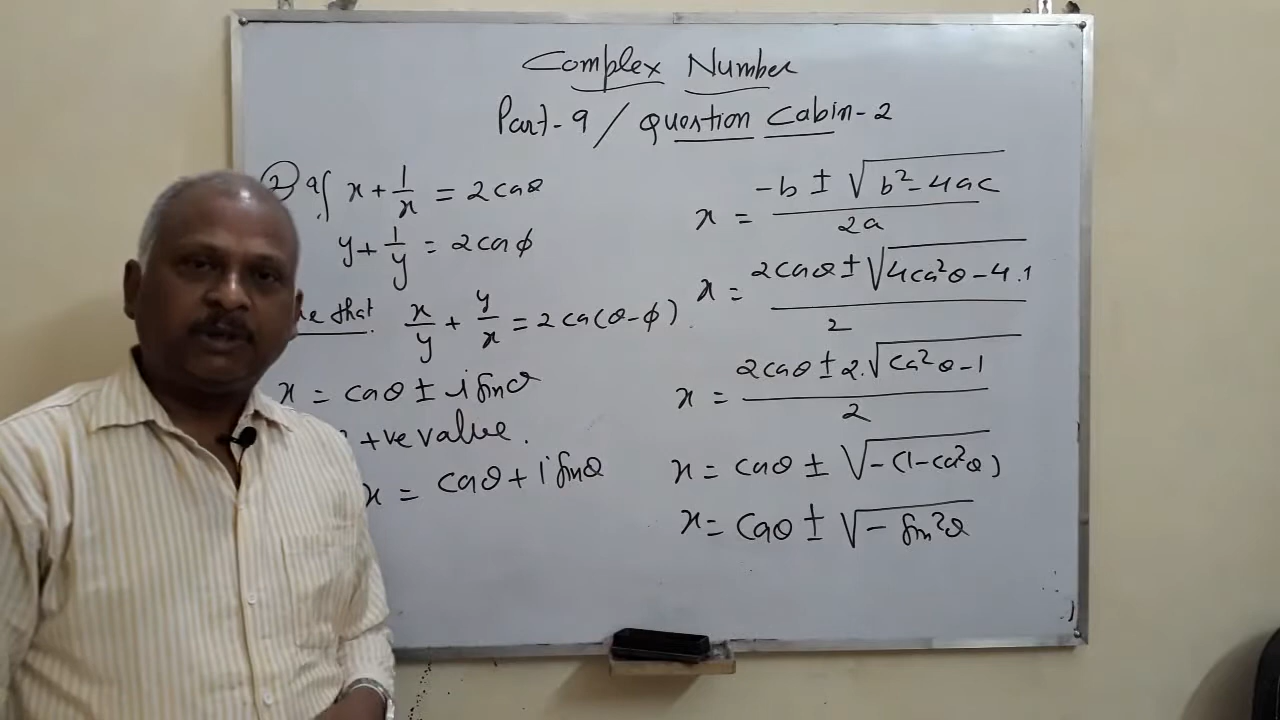 Complex Number
Part-9 / Question Cabin-2
2) If x + 1/x = 2cosθ
y + 1/y = 2cosϕ
that. x/y + y/x = 2cos(θ-ϕ).
x = cosθ ± i sinθ
+ve value.
x = cosθ + i sinθ
x = (-b ± √(b²-4ac))/2a
x = (2cosθ ± √(4cos²θ-4.1))/2
x = (2cosθ ± 2.√(cos²θ-1))/2
x = cosθ ± √(-(1-cos²θ))
x = cosθ ± √(-sin²θ)